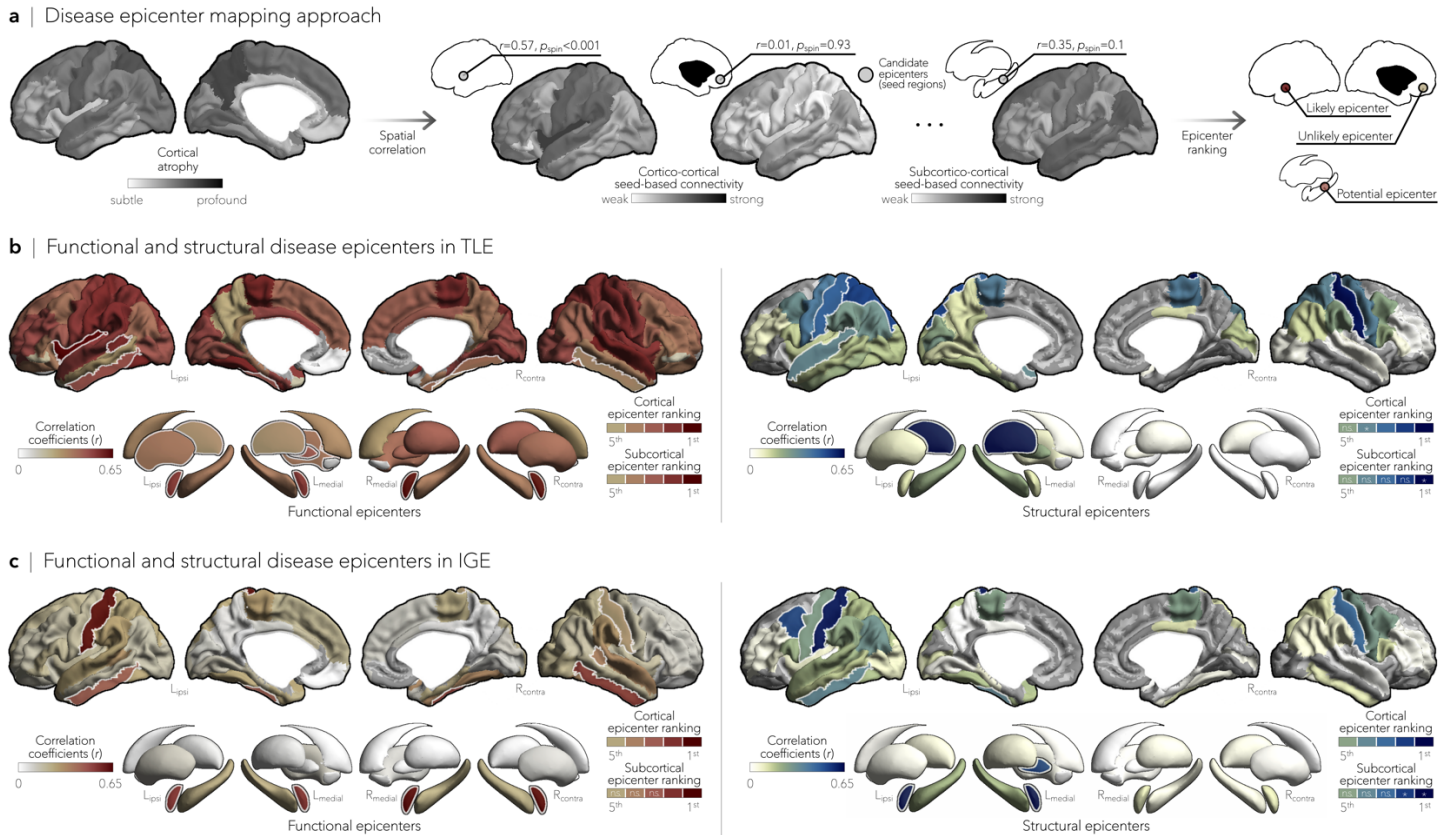 a | Disease epicenter mapping approach
r=0.57, pspin<0.001
r=0.01, pspin=0.93
r=0.35, pspin=0.1
Candidate
epicenters
(seed regions)
Likely epicenter
Unlikely epicenter
Potential epicenter
Spatial
correlation
Epicenter
ranking
• • •
Cortical
atrophy
subtle
profound
Cortico-cortical
seed-based connectivity
weak
strong
Subcortico-cortical
seed-based connectivity
weak
strong
b | Functional and structural disease epicenters in TLE
Lipsi
Rcontra
Lipsi
Rcontra
Correlation
coefficients (r)
0
0.65
Lipsi
Lmedial
Rmedial
Rcontra
Functional epicenters
Cortical
epicenter ranking
5th
1st
Subcortical
epicenter ranking
5th
1st
Correlation
coefficients (r)
0
0.65
Lipsi
Lmedial
Rmedial
Rcontra
Structural epicenters
Cortical
epicenter ranking
ns *
5th
1st
Subcortical
epicenter ranking
ns ns ns ns *
5th
1st
c | Functional and structural disease epicenters in IGE
Lipsi
Rcontra
Lipsi
Rcontra
Correlation
coefficients (r)
0
0.65
Lipsi
Lmedial
Rmedial
Rcontra
Functional epicenters
Cortical
epicenter ranking
5th
1st
Subcortical
epicenter ranking
ns ns ns
5th
1st
Correlation
coefficients (r)
0
0.65
Lipsi
Lmedial
Rmedial
Rcontra
Structural epicenters
Cortical
epicenter ranking
5th
1st
Subcortical
epicenter ranking
ns ns ns * *
5th
1st